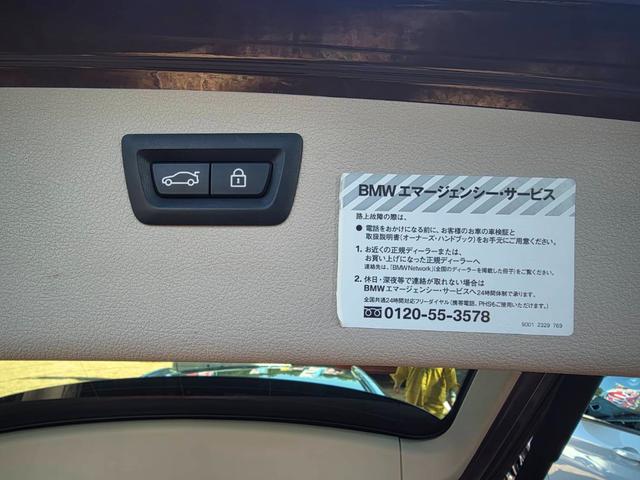 BMWエマージェンシー・サービス
路上故障の際は、
● 電話をおかけになる前に、お客様のお車の車検証と
取扱説明書(オーナーズ・ハンドブック)をお手元にご用意ください。
1. お近くの正規ディーラーまたは、
お買い上げになった正規ディーラーへ
連絡先は、「BMW Network」(全国のディーラーを掲載した冊子)をご覧ください。
2. 休日・深夜等で連絡が取れない場合は
BMWエマージェンシー・サービスへ24時間体制で承ります。
全国共通24時間対応フリーダイヤル(携帯電話、PHSもご使用いただけます。)
0120-55-3578
9001 2329 769